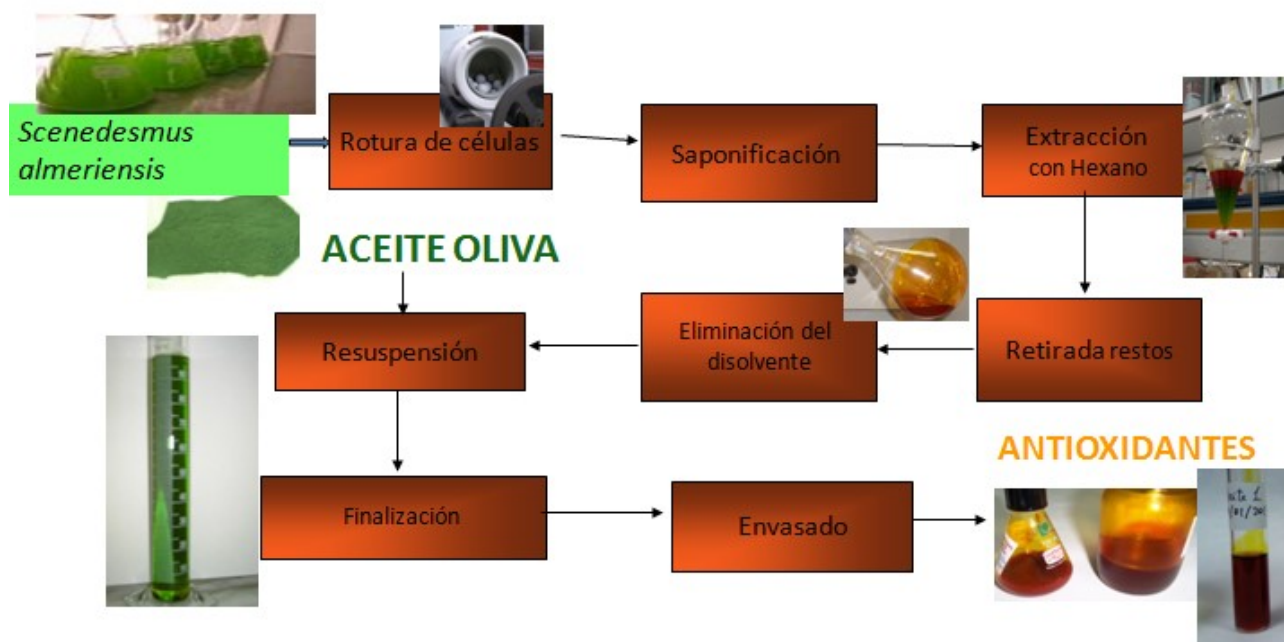 Scenedesmus
almeriensis
Rotura de células
Saponificación
Extracción
con Hexano
ACEITE OLIVA
Resuspensión
Eliminación del
disolvente
Retirada restos
Finalización
Envasado
ANTIOXIDANTES